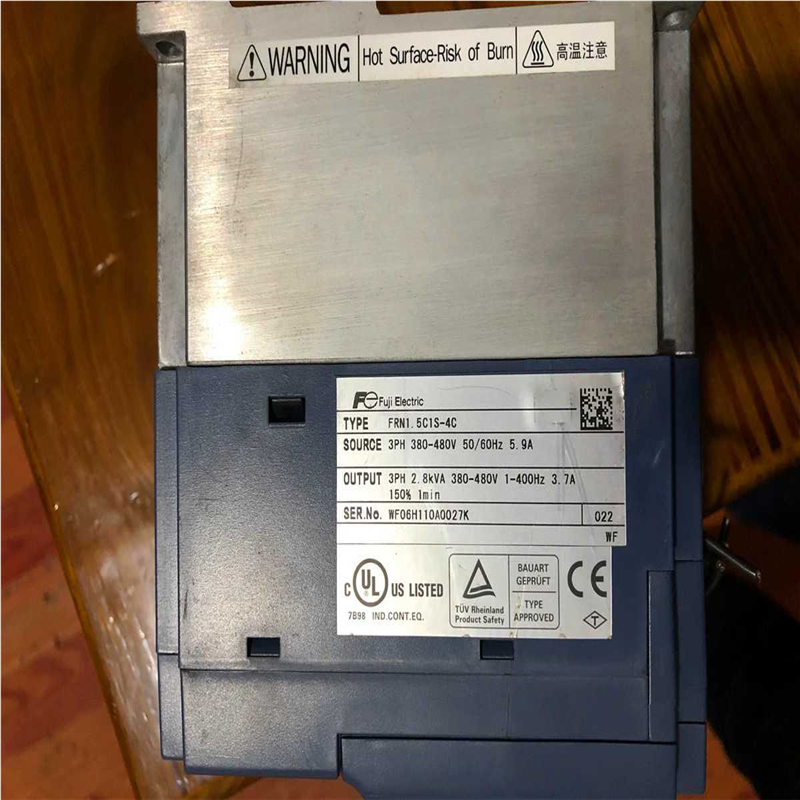 WARNING Hot Surface-Risk of Burn 高温注意
Fe Fuji Electric
TYPE FRN1.5C1S-4C
SOURCE 3PH 380-480V 50/60Hz 5.9A
OUTPUT 3PH 2.8kVA 380-480V 1-400Hz 3.7A
150% 1min
SER.No. WF06H110A0027K 022
WF
C UL US LISTED
7B98 IND.CONT.EQ.
TÜV Rheinland
Product Safety
BAUART
GEPRÜFT
TYPE
APPROVED
CE
T